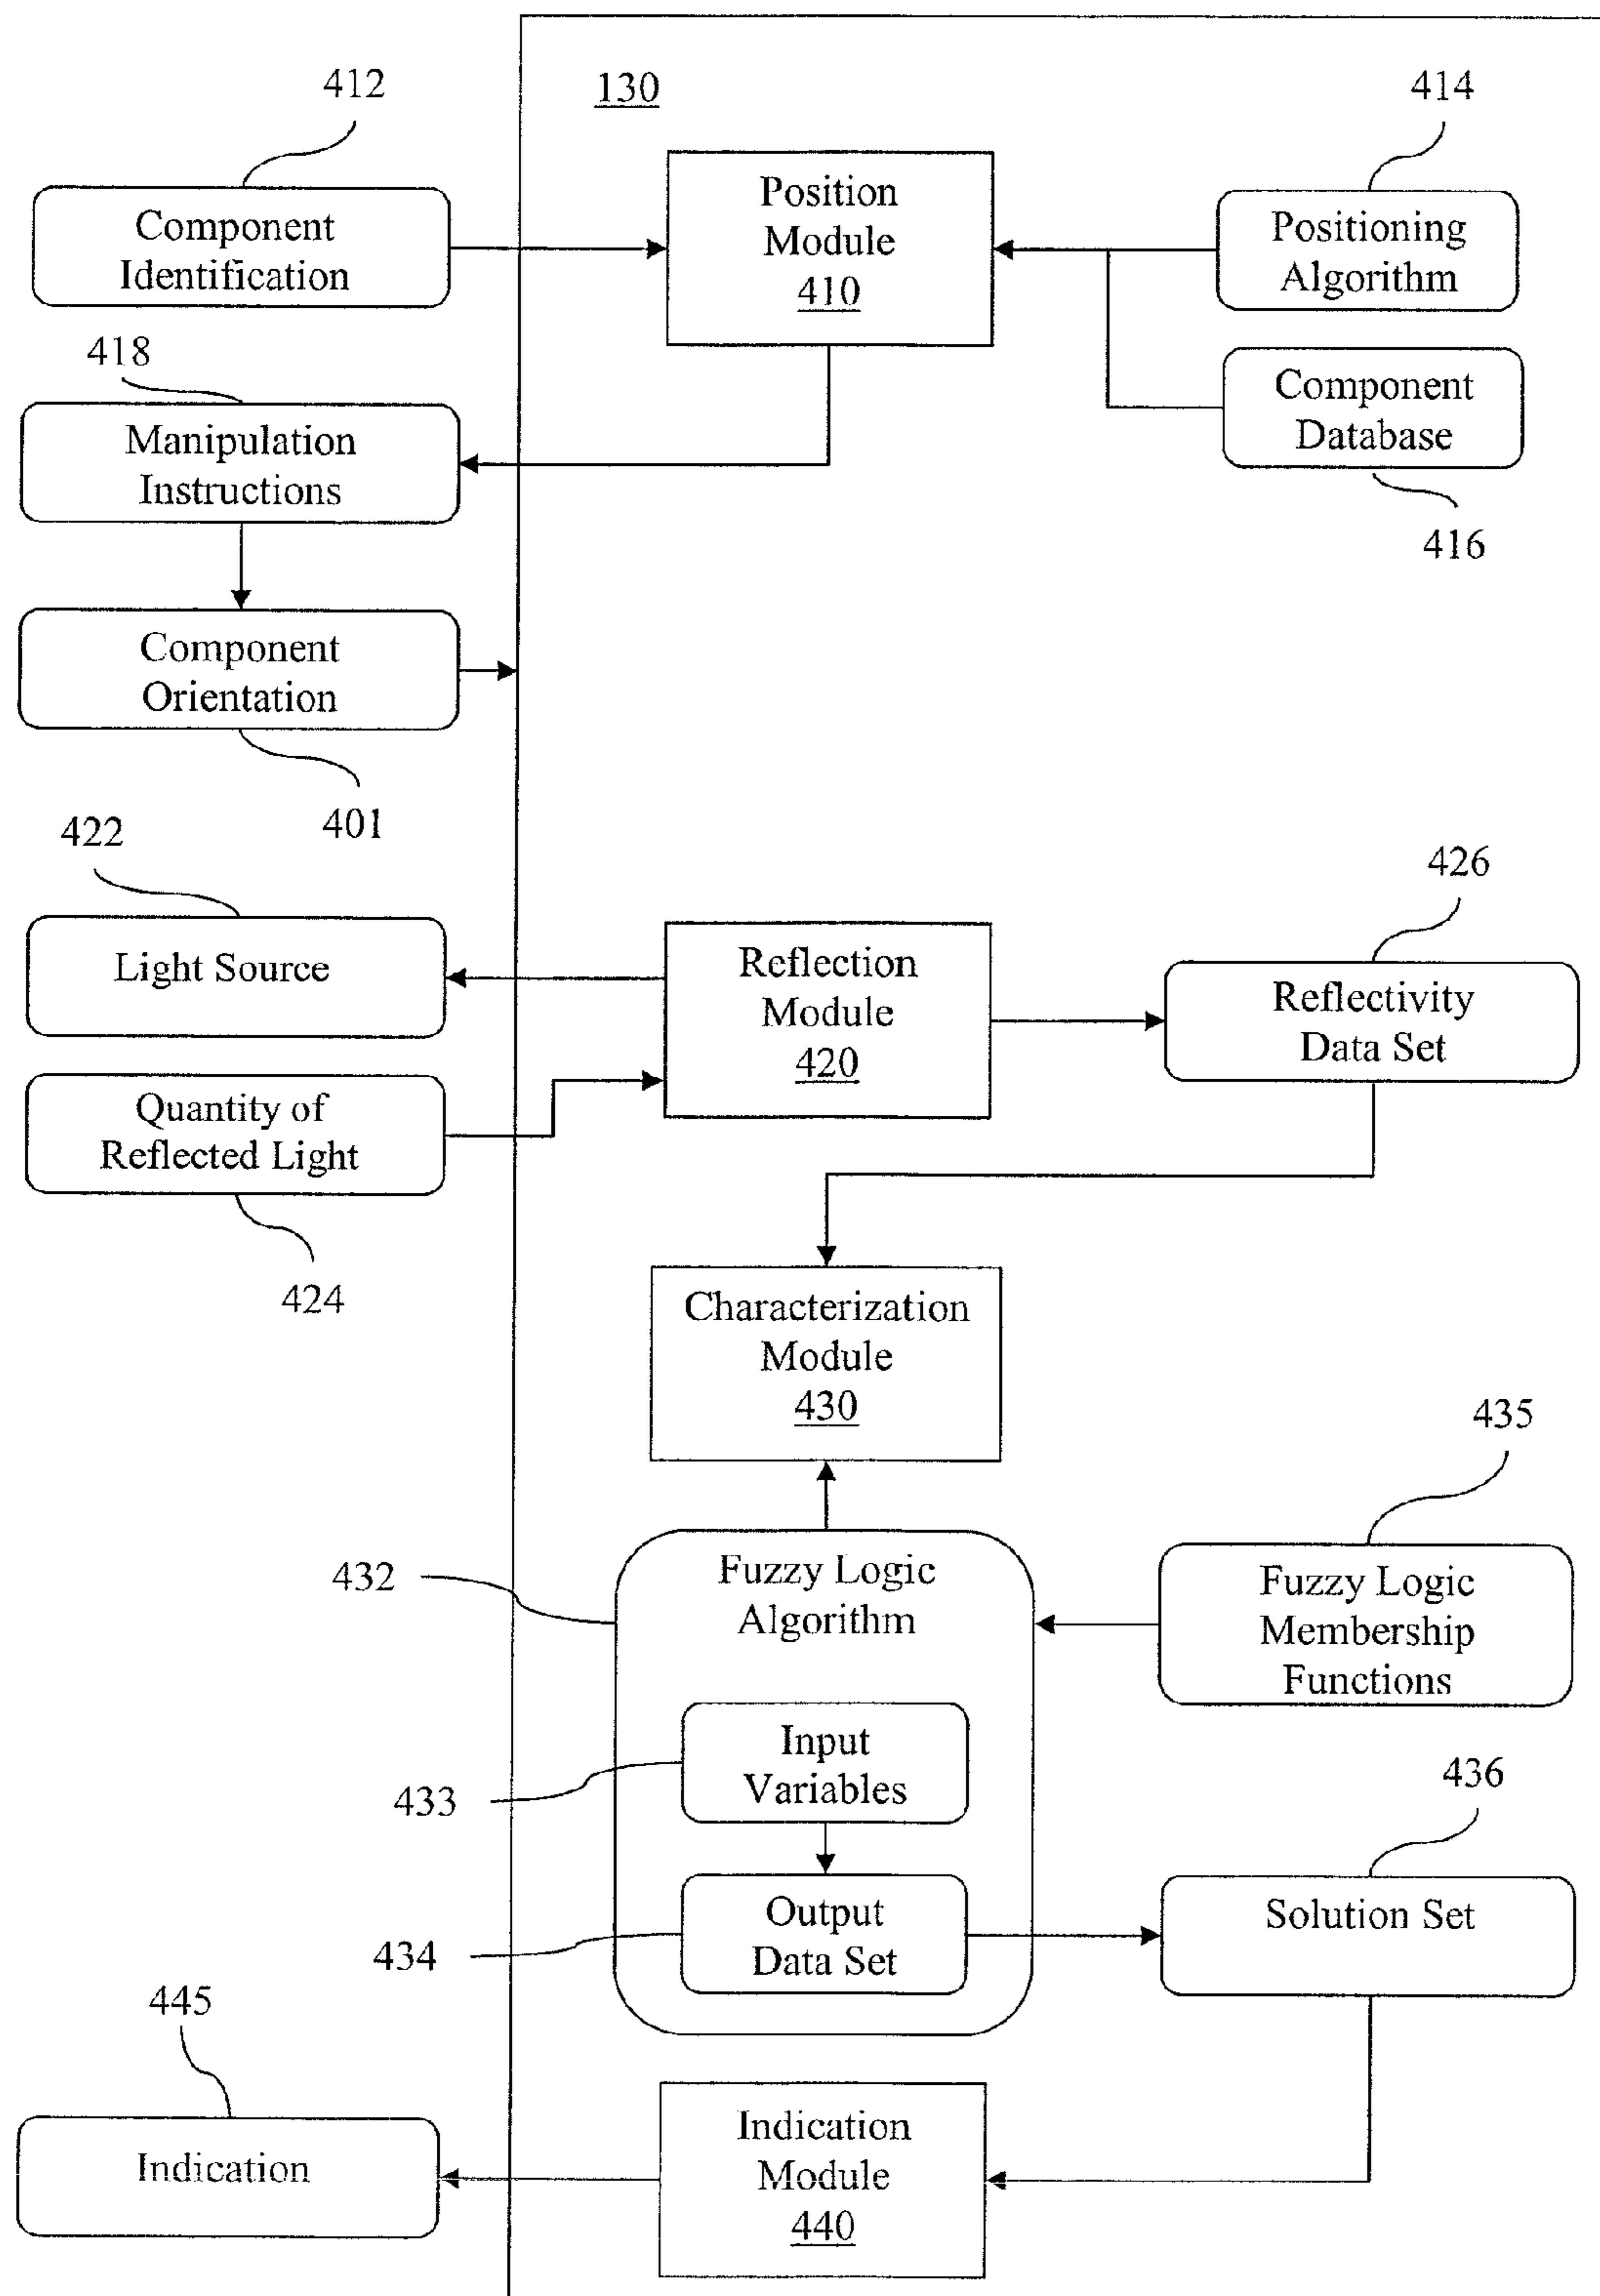 412
130
414
Component
Identification
Position
Module
410
Positioning
Algorithm
418
Manipulation
Instructions
Component
Database
416
Component
Orientation
401
422
426
Light Source
Reflection
Module
420
Reflectivity
Data Set
Quantity of
Reflected Light
424
Characterization
Module
430
435
432
Fuzzy Logic
Algorithm
Fuzzy Logic
Membership
Functions
Input
Variables
433
436
Output
Data Set
434
Solution Set
445
Indication
Indication
Module
440